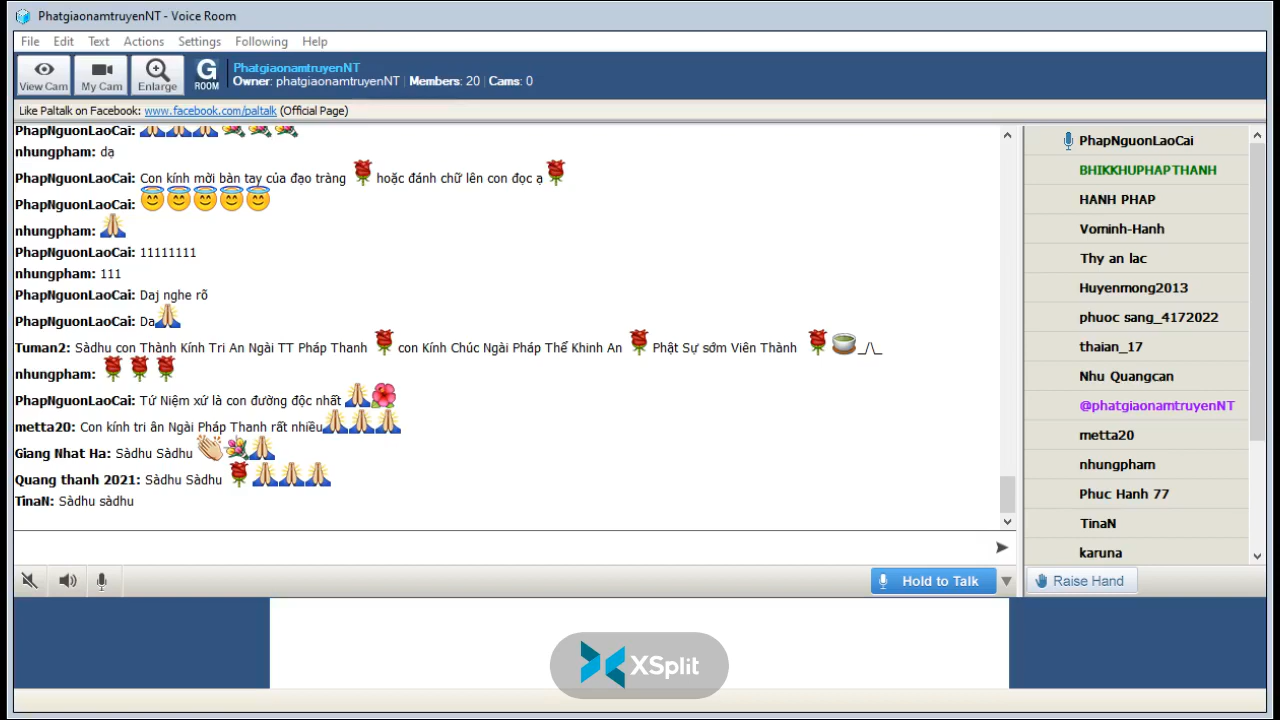 PhatgiaonamtruyenNT - Voice Room
File Edit Text Actions Settings Following Help
View Cam My Cam Enlarge G ROOM
PhatgiaonamtruyenNT
Owner: phatgiaonamtruyenNT | Members: 20 | Cams: 0
Like Paltalk on Facebook: www.facebook.com/paltalk (Official Page)
PhapNguonLaoCai: 🙏🙏🙏💐💐💐
nhungpham: dạ
PhapNguonLaoCai: Con kính mời bàn tay của đạo tràng 🌹 hoặc đánh chữ lên con đọc ạ🌹
PhapNguonLaoCai: 😇😇😇😇😇
nhungpham: 🙏
PhapNguonLaoCai: 11111111
nhungpham: 111
PhapNguonLaoCai: Daj nghe rõ
PhapNguonLaoCai: Da🙏
Tuman2: Sàdhu con Thành Kính Tri An Ngài TT Pháp Thanh 🌹 con Kính Chúc Ngài Pháp Thể Khinh An 🌹 Phật Sự sớm Viên Thành 🌹🍵_/\_
nhungpham: 🌹🌹🌹
PhapNguonLaoCai: Tứ Niệm xứ là con đường độc nhất 🙏🌺
metta20: Con kính tri ân Ngài Pháp Thanh rất nhiều🙏🙏🙏
Giang Nhat Ha: Sàdhu Sàdhu 👏💐🙏
Quang thanh 2021: Sàdhu Sàdhu 🌹🙏🙏🙏
TinaN: Sàdhu sàdhu
Hold to Talk
PhapNguonLaoCai
BHIKKHUPHAPTHANH
HANH PHAP
Vominh-Hanh
Thy an lac
Huyenmong2013
phuoc sang_4172022
thaian_17
Nhu Quangcan
@phatgiaonamtruyenNT
metta20
nhungpham
Phuc Hanh 77
TinaN
karuna
Raise Hand
XSplit